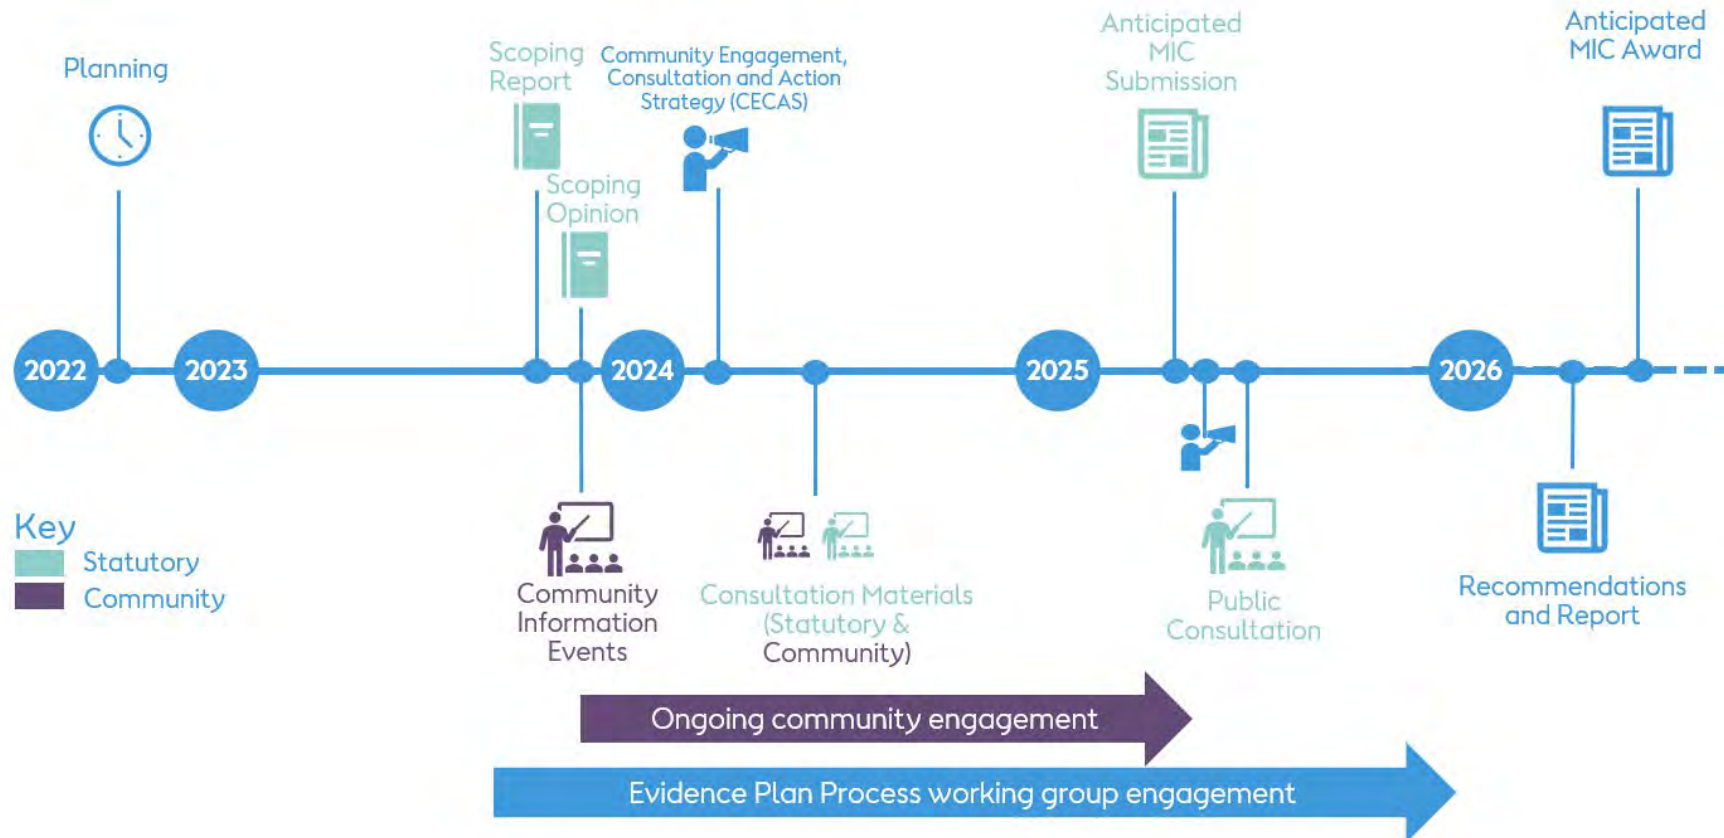 Planning
Scoping
Report
Community Engagement,
Consultation and Action
Strategy (CECAS)
Anticipated
MIC
Submission
Anticipated
MIC Award
Scoping
Opinion
2022
2023
2024
2025
2026
Key
Statutory
Community
Community
Information
Events
Consultation Materials
(Statutory &
Community)
Public
Consultation
Recommendations
and Report
Ongoing community engagement
Evidence Plan Process working group engagement